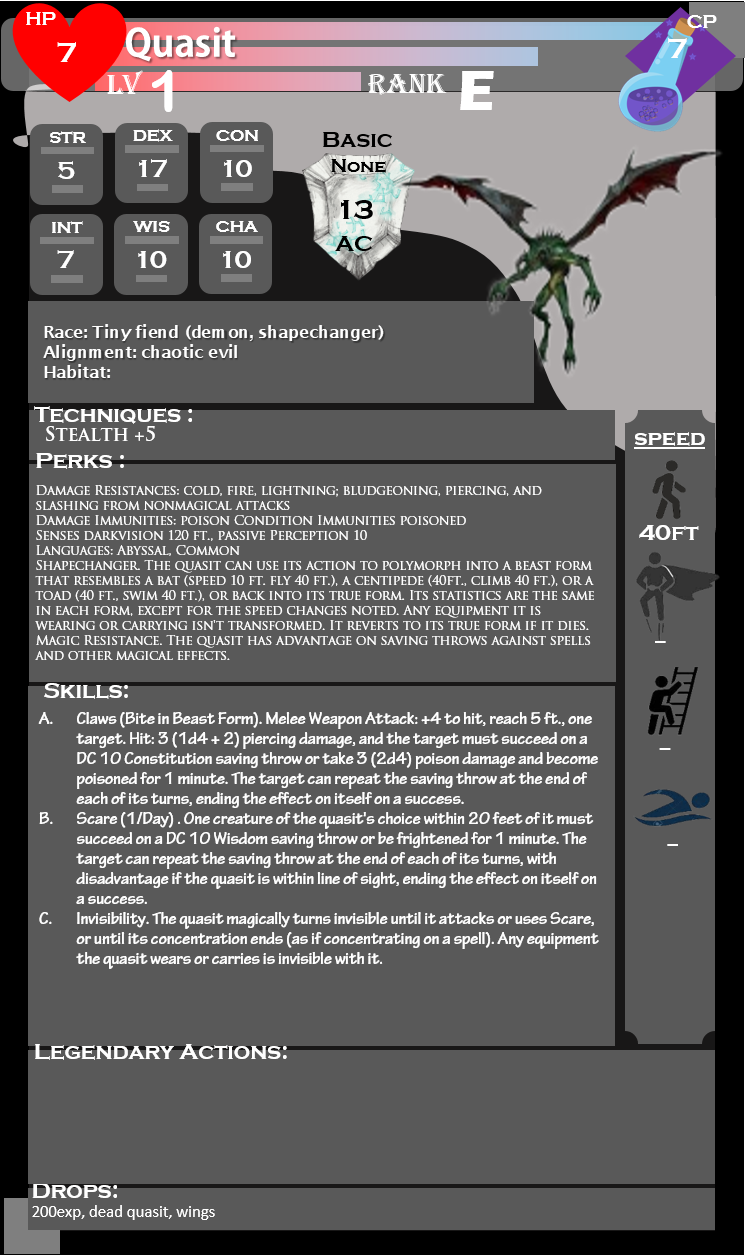 HP
7
Quasit
CP
7
LV 1
RANK E
STR
5
DEX
17
CON
10
INT
7
WIS
10
CHA
10
BASIC
NONE
13
AC
Race: Tiny fiend (demon, shapechanger)
Alignment: chaotic evil
Habitat:
TECHNIQUES :
STEALTH +5
PERKS :
DAMAGE RESISTANCES: COLD, FIRE, LIGHTNING; BLUDGEONING, PIERCING, AND
SLASHING FROM NONMAGICAL ATTACKS
DAMAGE IMMUNITIES: POISON CONDITION IMMUNITIES POISONED
SENSES DARKVISION 120 FT., PASSIVE PERCEPTION 10
LANGUAGES: ABYSSAL, COMMON
SHAPECHANGER. THE QUASIT CAN USE ITS ACTION TO POLYMORPH INTO A BEAST FORM
THAT RESEMBLES A BAT (SPEED 10 FT. FLY 40 FT.), A CENTIPEDE (40FT., CLIMB 40 FT.), OR A
TOAD (40 FT., SWIM 40 FT.), OR BACK INTO ITS TRUE FORM. ITS STATISTICS ARE THE SAME
IN EACH FORM, EXCEPT FOR THE SPEED CHANGES NOTED. ANY EQUIPMENT IT IS
WEARING OR CARRYING ISN'T TRANSFORMED. IT REVERTS TO ITS TRUE FORM IF IT DIES.
MAGIC RESISTANCE. THE QUASIT HAS ADVANTAGE ON SAVING THROWS AGAINST SPELLS
AND OTHER MAGICAL EFFECTS.
SPEED
40FT
–
–
–
SKILLS:
A. Claws (Bite in Beast Form). Melee Weapon Attack: +4 to hit, reach 5 ft., one
target. Hit: 3 (1d4 + 2) piercing damage, and the target must succeed on a
DC 10 Constitution saving throw or take 3 (2d4) poison damage and become
poisoned for 1 minute. The target can repeat the saving throw at the end of
each of its turns, ending the effect on itself on a success.
B. Scare (1/Day) . One creature of the quasit's choice within 20 feet of it must
succeed on a DC 10 Wisdom saving throw or be frightened for 1 minute. The
target can repeat the saving throw at the end of each of its turns, with
disadvantage if the quasit is within line of sight, ending the effect on itself on
a success.
C. Invisibility. The quasit magically turns invisible until it attacks or uses Scare,
or until its concentration ends (as if concentrating on a spell). Any equipment
the quasit wears or carries is invisible with it.
LEGENDARY ACTIONS:
DROPS:
200exp, dead quasit, wings